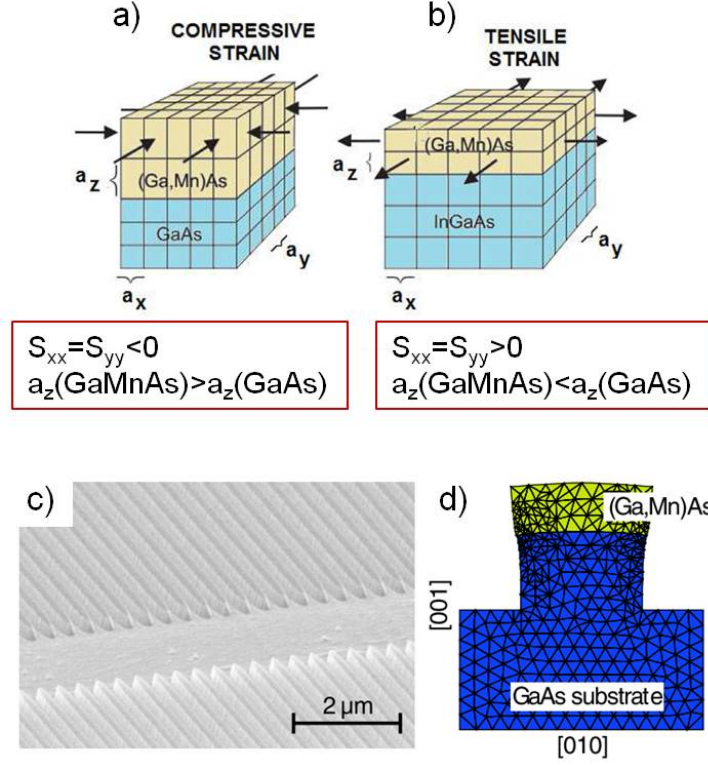 a)
COMPRESSIVE
STRAIN
a_z
(Ga,Mn)As
GaAs
a_x
a_y
S_xx=S_yy<0
a_z(GaMnAs)>a_z(GaAs)
b)
TENSILE
STRAIN
a_z
(Ga,Mn)As
InGaAs
a_x
a_y
S_xx=S_yy>0
a_z(GaMnAs)<a_z(GaAs)
c)
2 µm
d)
(Ga,Mn)As
[001]
GaAs substrate
[010]